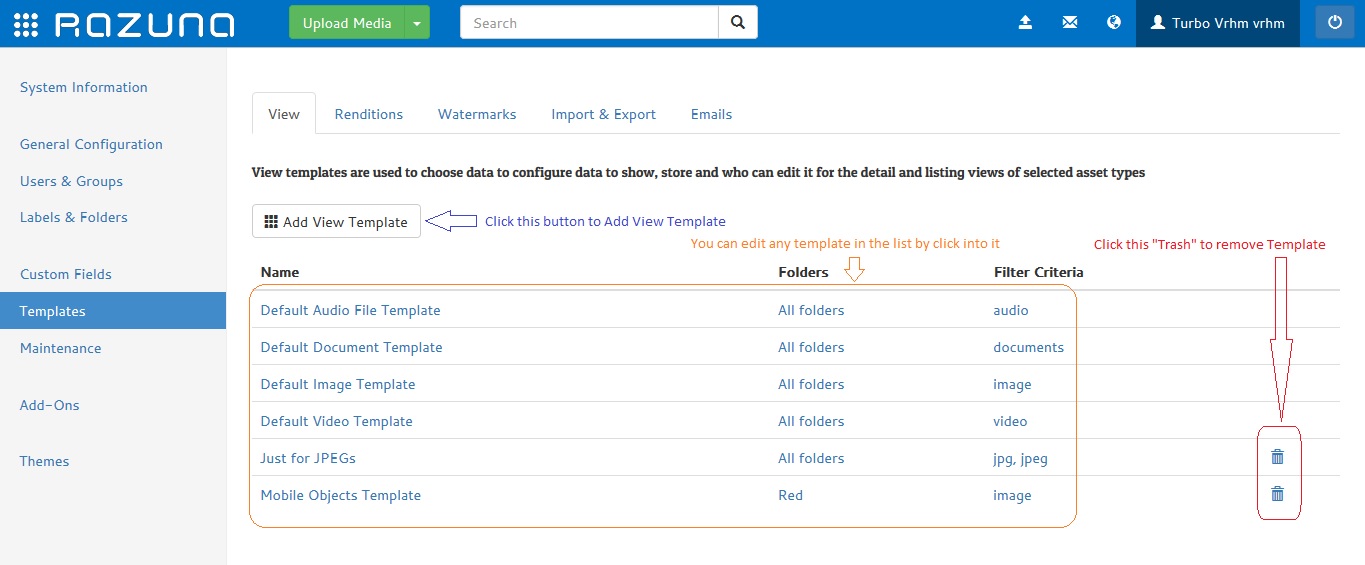 RAZUNA Upload Media Search Turbo Vrhm vrhm
System Information
General Configuration
Users & Groups
Labels & Folders
Custom Fields
Templates
Maintenance
Add-Ons
Themes
View Renditions Watermarks Import & Export Emails
View templates are used to choose data to configure data to show, store and who can edit it for the detail and listing views of selected asset types
Add View Template Click this button to Add View Template
You can edit any template in the list by click into it Click this "Trash" to remove Template
Name Folders Filter Criteria
Default Audio File Template All folders audio
Default Document Template All folders documents
Default Image Template All folders image
Default Video Template All folders video
Just for JPEGs All folders jpg, jpeg
Mobile Objects Template Red image